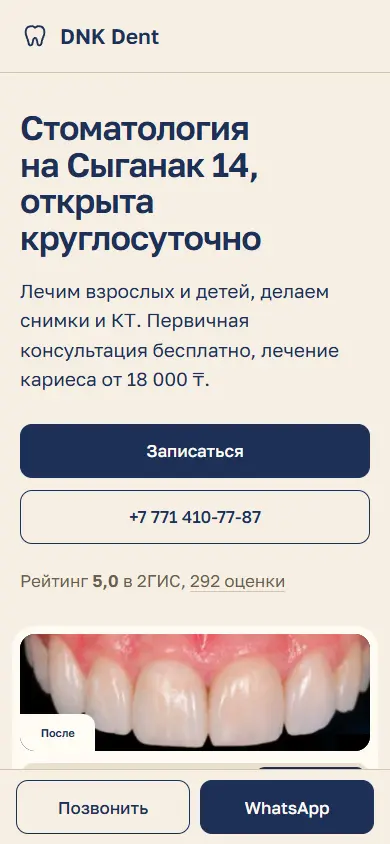 DNK Dent
Стоматология
на Сыганак 14,
открыта
круглосуточно
Лечим взрослых и детей, делаем
снимки и КТ. Первичная
консультация бесплатно, лечение
кариеса от 18 000 ₸.
Записаться
+7 771 410-77-87
Рейтинг 5,0 в 2ГИС, 292 оценки
После
Позвонить
WhatsApp